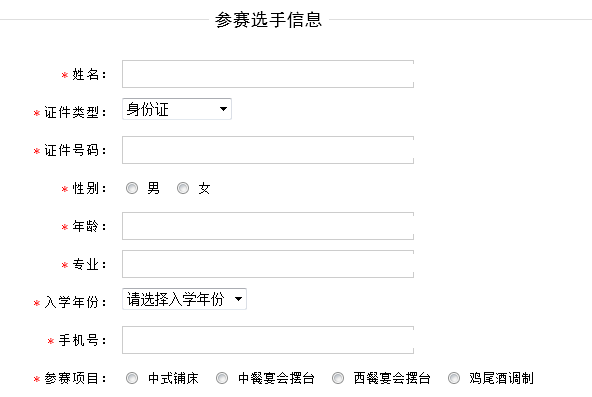 参赛选手信息
* 姓名：
* 证件类型： 身份证
* 证件号码：
* 性别： 男 女
* 年龄：
* 专业：
* 入学年份： 请选择入学年份
* 手机号：
* 参赛项目： 中式铺床 中餐宴会摆台 西餐宴会摆台 鸡尾酒调制